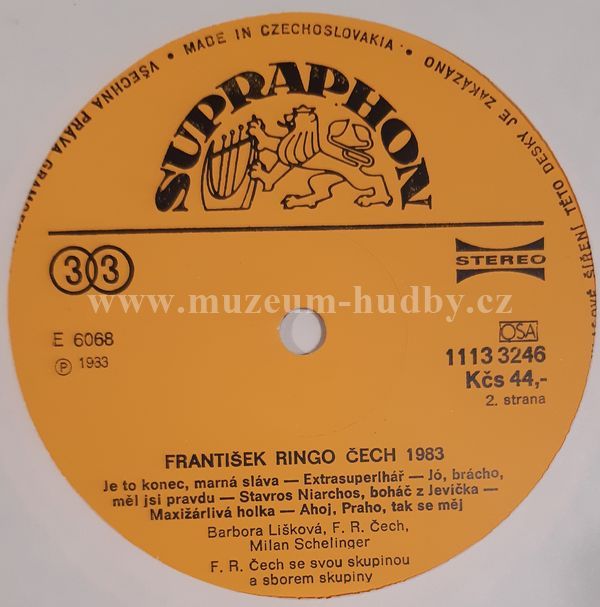 VŠECHNA PRÁVA • MADE IN CZECHOSLOVAKIA • TÉTO DESKY JE ZAKÁZÁNO
SUPRAPHON
33
STEREO
www.muzeum-hudby.cz
E 6068
Ⓟ 1983
OSA
1113 3246
Kčs 44,-
2. strana
FRANTIŠEK RINGO ČECH 1983
Je to konec, marná sláva — Extrasuperlhář — Jó, brácho,
měl jsi pravdu — Stavros Niarchos, boháč z Jevíčka —
Maxižárlivá holka — Ahoj, Praho, tak se měj
Barbora Lišková, F. R. Čech,
Milan Schelinger
F. R. Čech se svou skupinou
a sborem skupiny